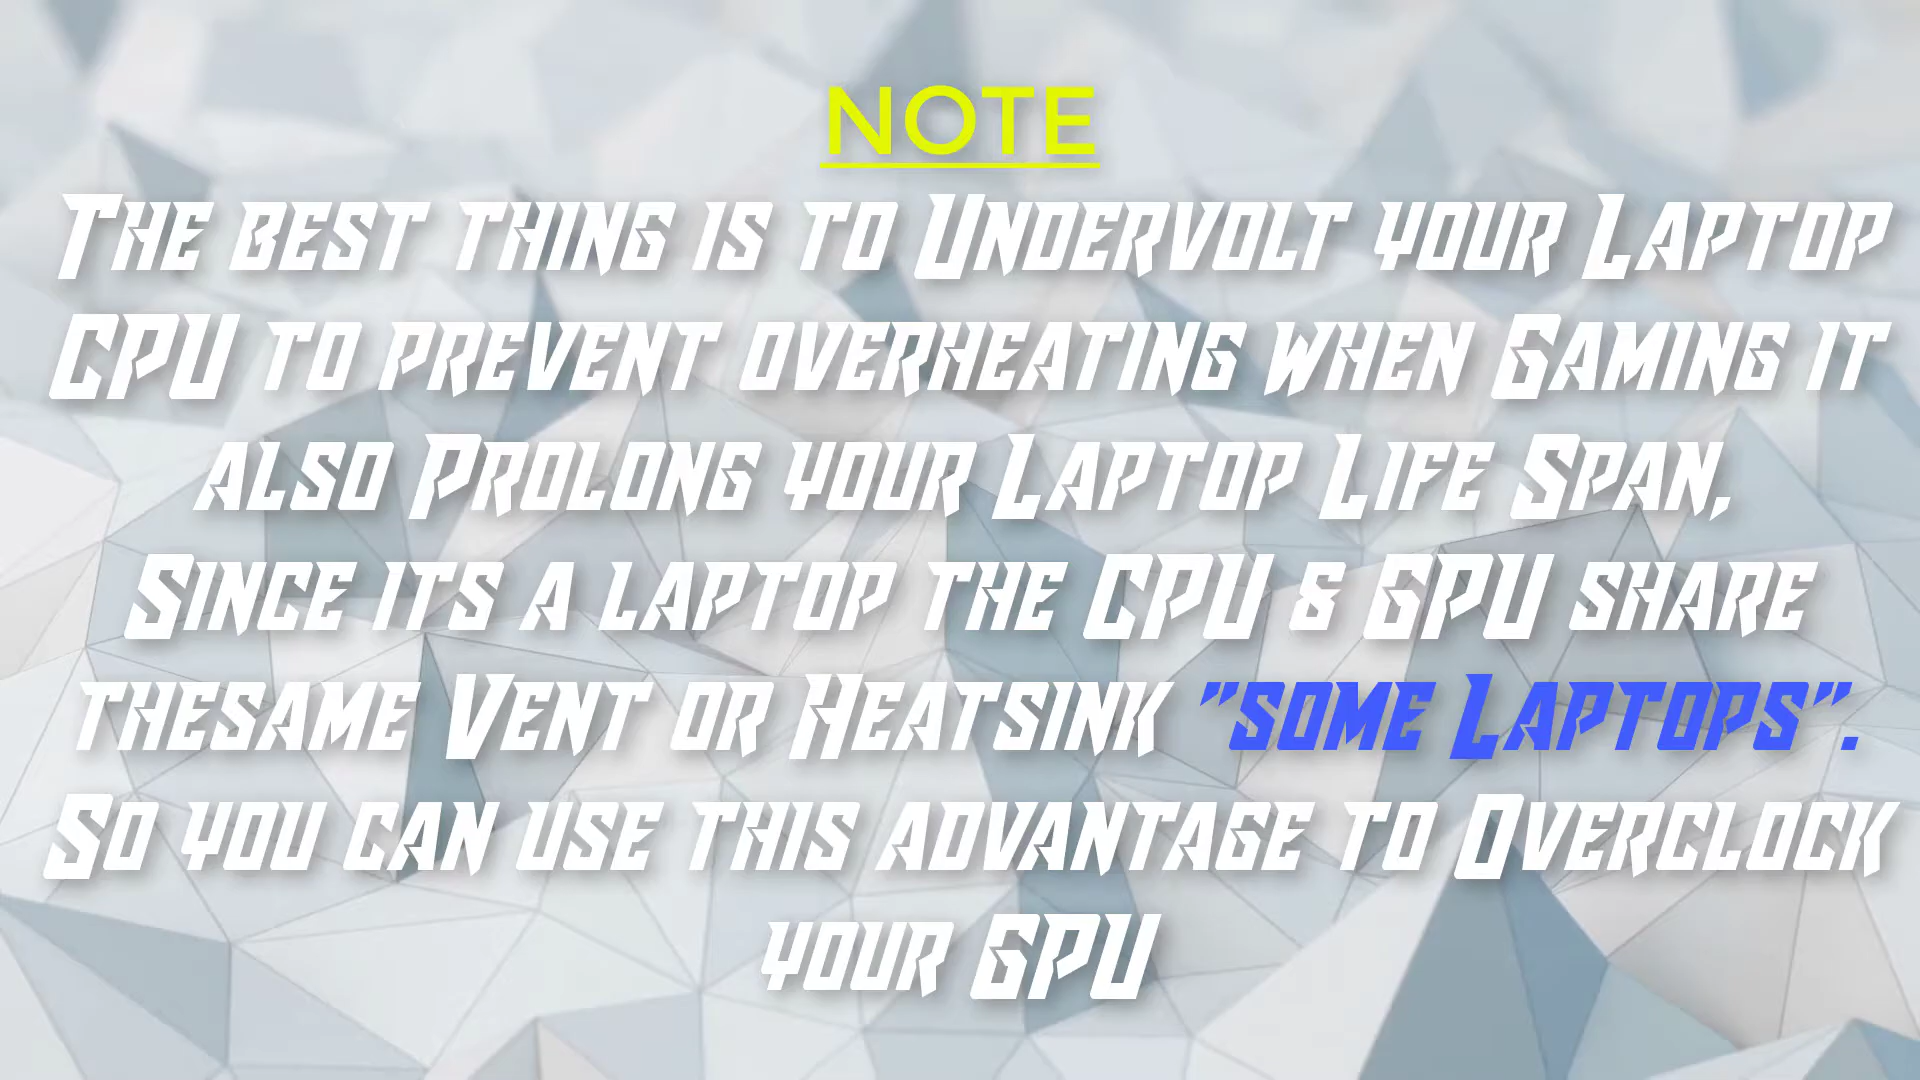 NOTE
The best thing is to Undervolt your Laptop
CPU to prevent overheating when Gaming it
also Prolong your Laptop Life Span,
Since its a laptop the CPU & GPU share
thesame Vent or Heatsink "some Laptops".
So you can use this advantage to Overclock
your GPU